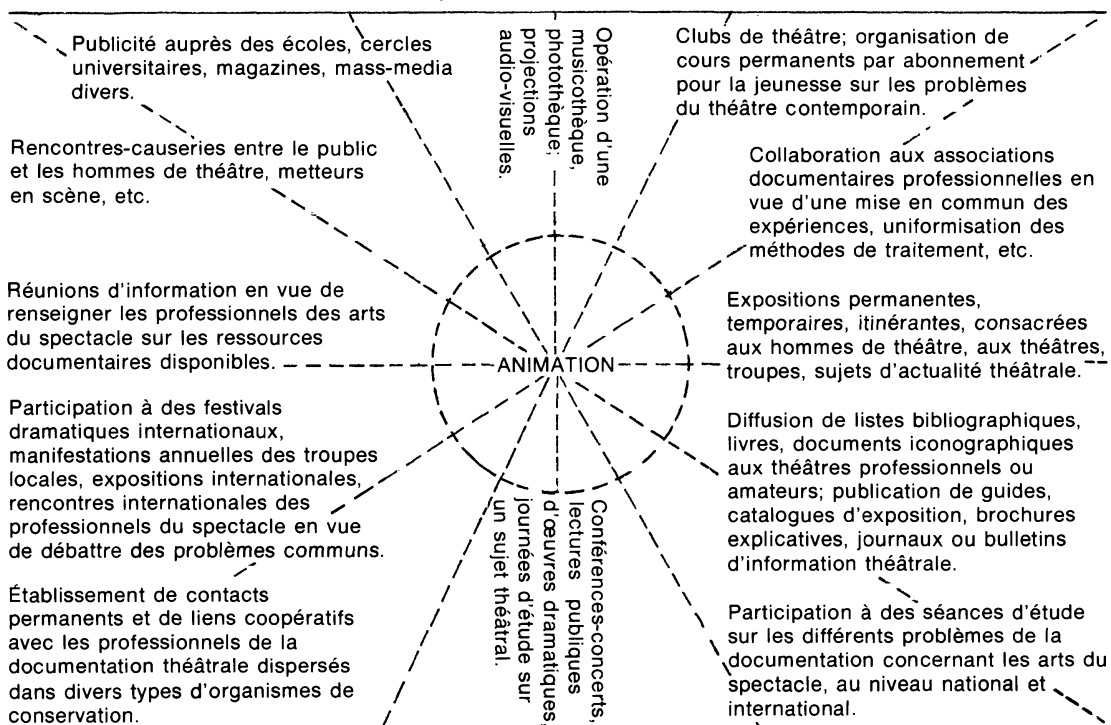 Publicité auprès des écoles, cercles
universitaires, magazines, mass-media
divers.
Opération d'une
musicothèque,
photothèque;
projections
audio-visuelles.
Clubs de théâtre; organisation de
cours permanents par abonnement
pour la jeunesse sur les problèmes
du théâtre contemporain.
Rencontres-causeries entre le public
et les hommes de théâtre, metteurs
en scène, etc.
Collaboration aux associations
documentaires professionnelles en
vue d'une mise en commun des
expériences, uniformisation des
méthodes de traitement, etc.
Réunions d'information en vue de
renseigner les professionnels des arts
du spectacle sur les ressources
documentaires disponibles.
ANIMATION
Expositions permanentes,
temporaires, itinérantes, consacrées
aux hommes de théâtre, aux théâtres,
troupes, sujets d'actualité théâtrale.
Participation à des festivals
dramatiques internationaux,
manifestations annuelles des troupes
locales, expositions internationales,
rencontres internationales des
professionnels du spectacle en vue
de débattre des problèmes communs.
Diffusion de listes bibliographiques,
livres, documents iconographiques
aux théâtres professionnels ou
amateurs; publication de guides,
catalogues d'exposition, brochures
explicatives, journaux ou bulletins
d'information théâtrale.
Établissement de contacts
permanents et de liens coopératifs
avec les professionnels de la
documentation théâtrale dispersés
dans divers types d'organismes de
conservation.
Conférences-concerts,
lectures publiques
d'œuvres dramatiques,
journées d'étude sur
un sujet théâtral.
Participation à des séances d'étude
sur les différents problèmes de la
documentation concernant les arts du
spectacle, au niveau national et
international.